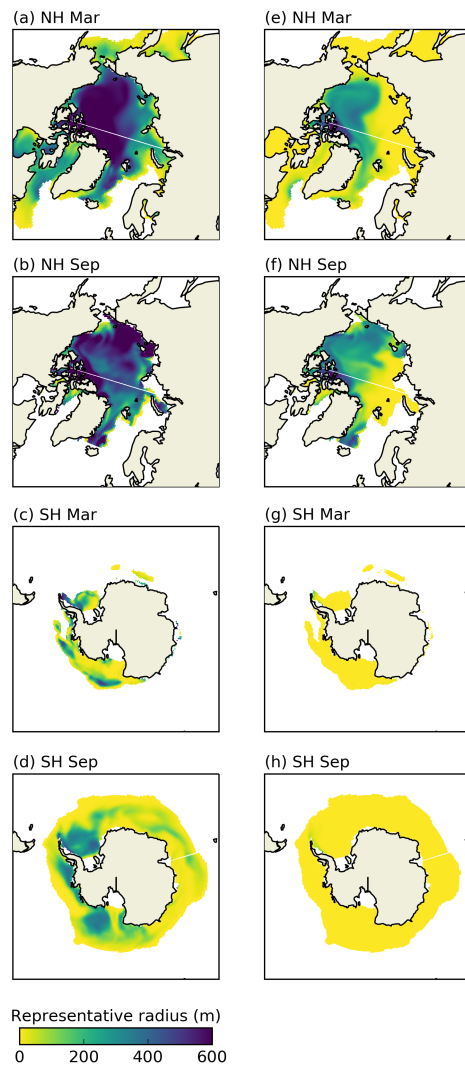 (a) NH Mar
(e) NH Mar
(b) NH Sep
(f) NH Sep
(c) SH Mar
(g) SH Mar
(d) SH Sep
(h) SH Sep
Representative radius (m)
0 200 400 600